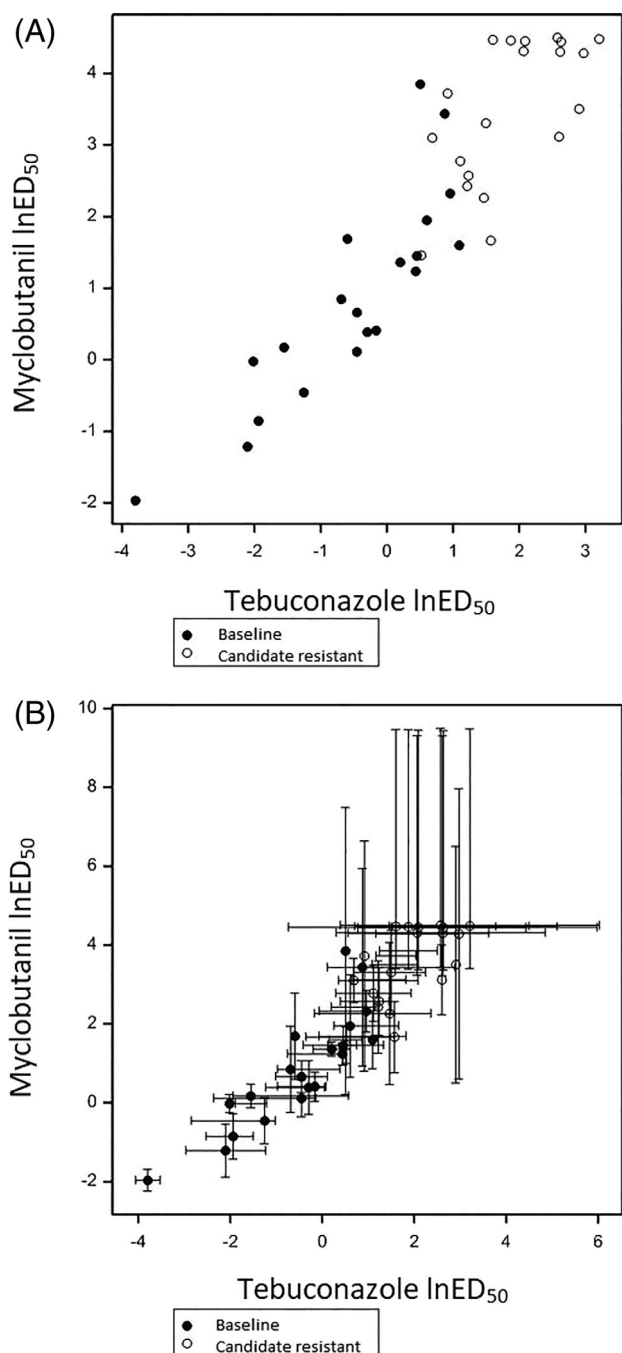 (A)
4
3
2
1
0
-1
-2
Myclobutanil lnED50
-4 -3 -2 -1 0 1 2 3
Tebuconazole lnED50
Baseline
Candidate resistant
(B)
10
8
6
4
2
0
-2
Myclobutanil lnED50
-4 -2 0 2 4 6
Tebuconazole lnED50
Baseline
Candidate resistant